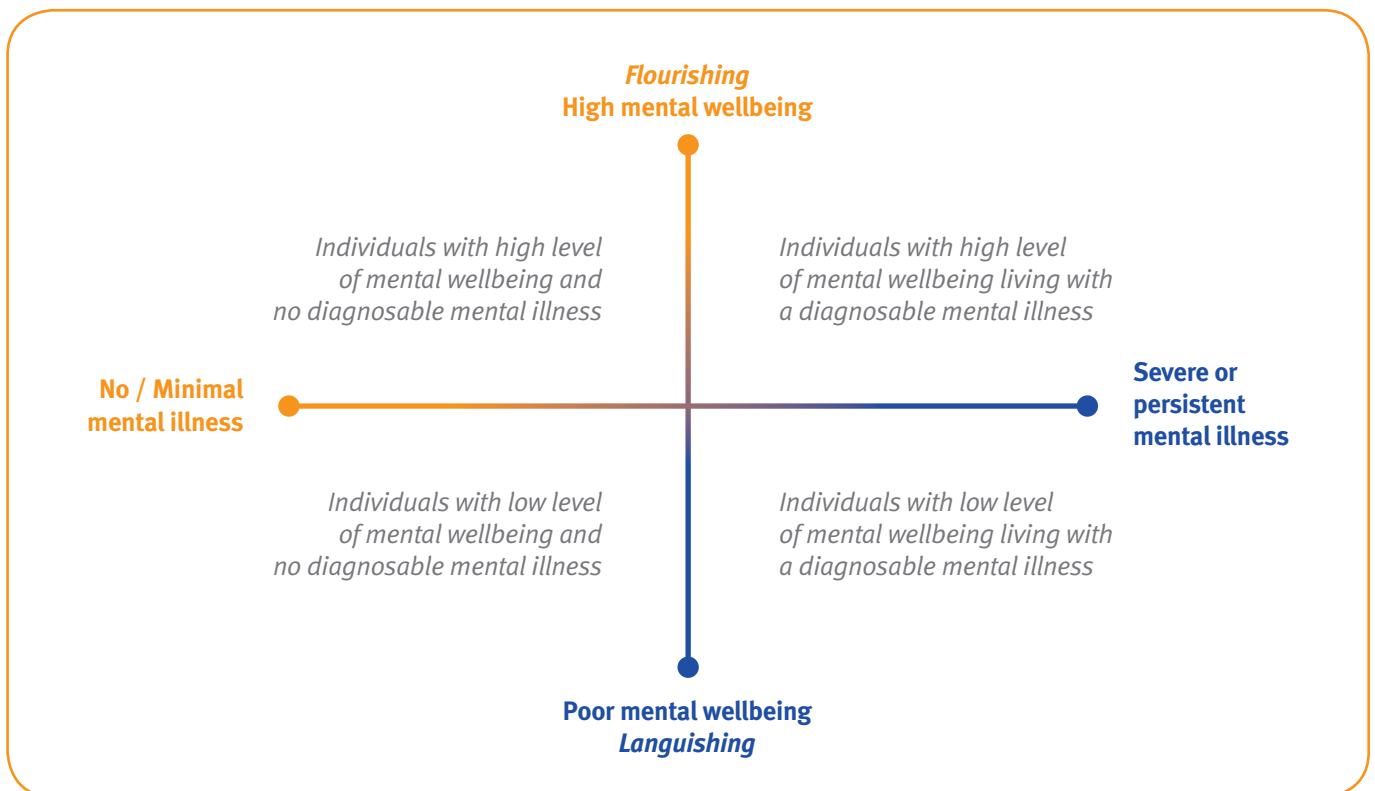 Flourishing
High mental wellbeing
Individuals with high level
of mental wellbeing and
no diagnosable mental illness
Individuals with high level
of mental wellbeing living with
a diagnosable mental illness
No / Minimal
mental illness
Severe or
persistent
mental illness
Individuals with low level
of mental wellbeing and
no diagnosable mental illness
Individuals with low level
of mental wellbeing living with
a diagnosable mental illness
Poor mental wellbeing
Languishing